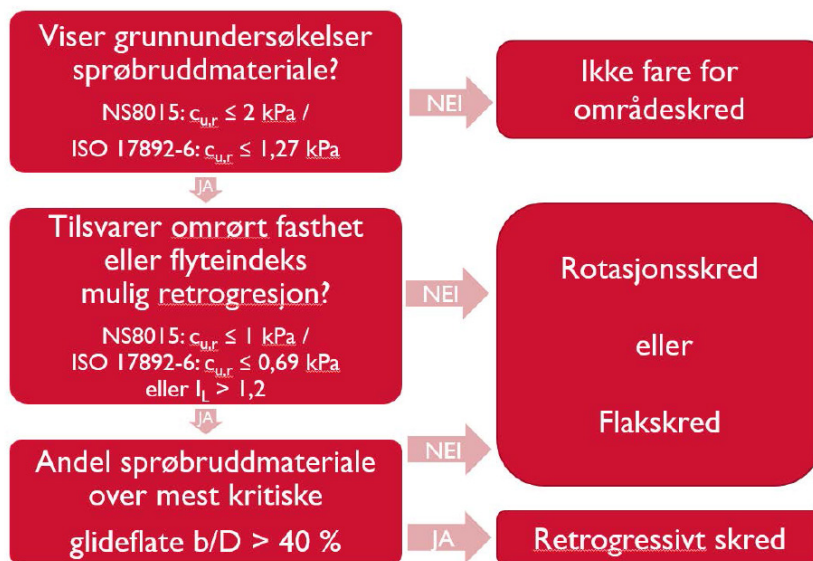 Viser grunnundersøkelser
sprøbruddmateriale?
NS8015: cu,r ≤ 2 kPa /
ISO 17892-6: cu,r ≤ 1,27 kPa
NEI
Ikke fare for
områdeskred
JA
Tilsvarer omrørt fasthet
eller flyteindeks
mulig retrogresjon?
NS8015: cu,r ≤ 1 kPa /
ISO 17892-6: cu,r ≤ 0,69 kPa
eller IL > 1,2
NEI
Rotasjonsskred
eller
Flakskred
JA
Andel sprøbruddmateriale
over mest kritiske
glideflate b/D > 40 %
NEI
JA
Retrogressivt skred